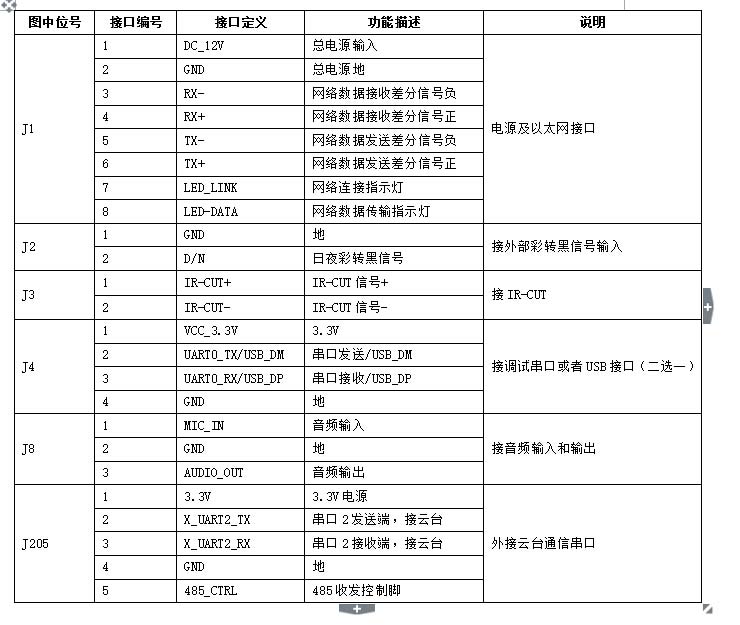 图中位号 接口编号 接口定义 功能描述 说明
J1 1 DC_12V 总电源输入 电源及以太网接口
2 GND 总电源地
3 RX- 网络数据接收差分信号负
4 RX+ 网络数据接收差分信号正
5 TX- 网络数据发送差分信号负
6 TX+ 网络数据发送差分信号正
7 LED_LINK 网络连接指示灯
8 LED-DATA 网络数据传输指示灯
J2 1 GND 地 接外部彩转黑信号输入
2 D/N 日夜彩转黑信号
J3 1 IR-CUT+ IR-CUT 信号+ 接 IR-CUT
2 IR-CUT- IR-CUT 信号-
J4 1 VCC_3.3V 3.3V 接调试串口或者 USB 接口（二选一）
2 UART0_TX/USB_DM 串口发送/USB_DM
3 UART0_RX/USB_DP 串口接收/USB_DP
4 GND 地
J8 1 MIC_IN 音频输入 接音频输入和输出
2 GND 地
3 AUDIO_OUT 音频输出
J205 1 3.3V 3.3V 电源 外接云台通信串口
2 X_UART2_TX 串口 2 发送端，接云台
3 X_UART2_RX 串口 2 接收端，接云台
4 GND 地
5 485_CTRL 485 收发控制脚